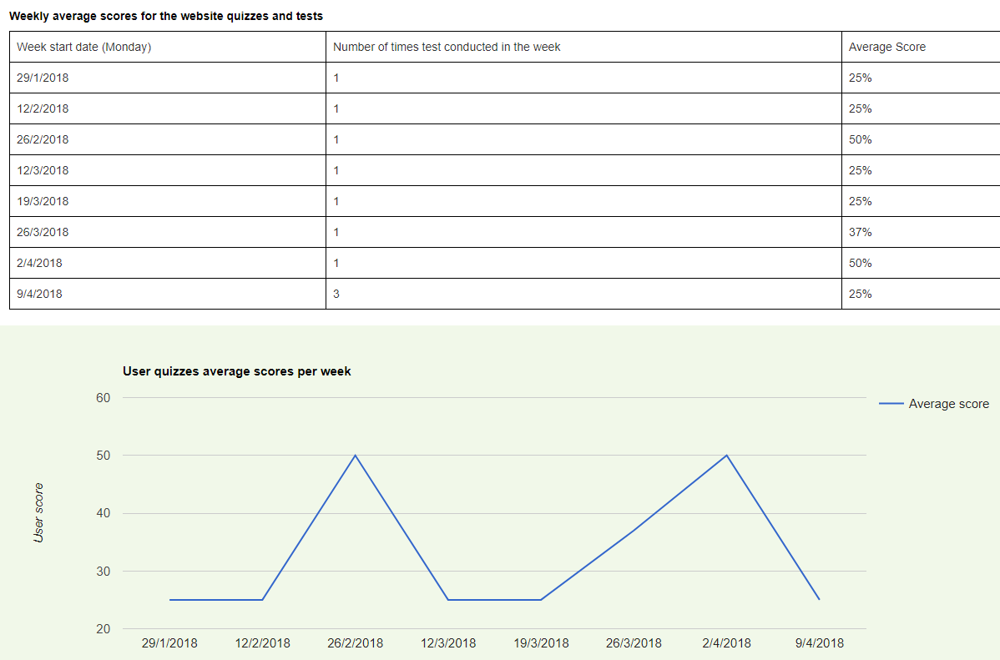 Weekly average scores for the website quizzes and tests
Week start date (Monday) Number of times test conducted in the week Average Score
29/1/2018 1 25%
12/2/2018 1 25%
26/2/2018 1 50%
12/3/2018 1 25%
19/3/2018 1 25%
26/3/2018 1 37%
2/4/2018 1 50%
9/4/2018 3 25%
User quizzes average scores per week
60
Average score
50
40
User score
30
20
29/1/2018 12/2/2018 26/2/2018 12/3/2018 19/3/2018 26/3/2018 2/4/2018 9/4/2018